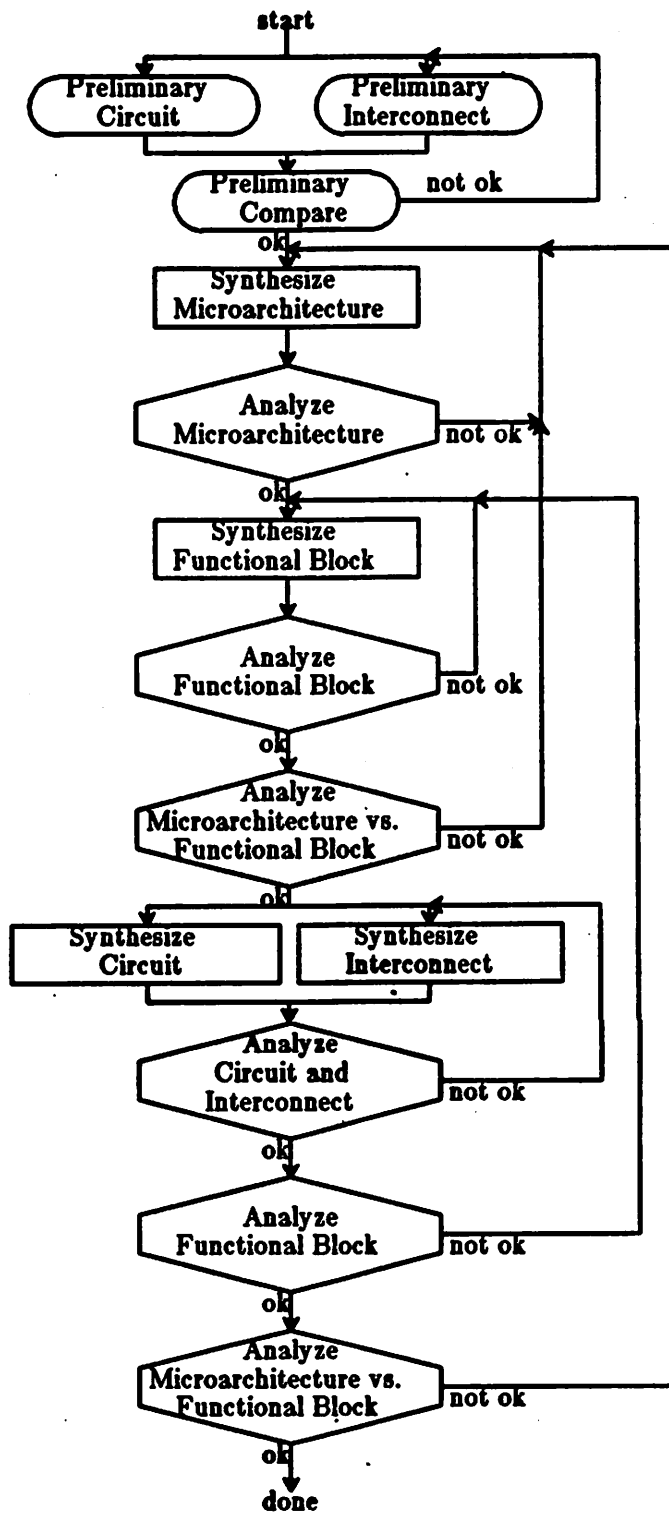 start
Preliminary
Circuit
Preliminary
Interconnect
Preliminary
Compare
not ok
ok
Synthesize
Microarchitecture
Analyze
Microarchitecture
not ok
ok
Synthesize
Functional Block
Analyze
Functional Block
not ok
ok
Analyze
Microarchitecture vs.
Functional Block
not ok
ok
Synthesize
Circuit
Synthesize
Interconnect
Analyze
Circuit and
Interconnect
not ok
ok
Analyze
Functional Block
not ok
ok
Analyze
Microarchitecture vs.
Functional Block
not ok
ok
done